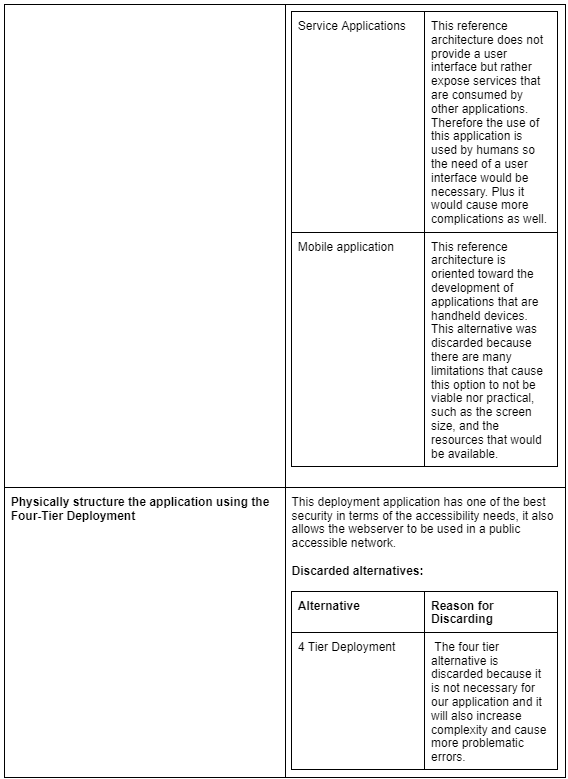 Service Applications
This reference
architecture does not
provide a user
interface but rather
expose services that
are consumed by
other applications.
Therefore the use of
this application is
used by humans so
the need of a user
interface would be
necessary. Plus it
would cause more
complications as well.
Mobile application
This reference
architecture is
oriented toward the
development of
applications that are
handheld devices.
This alternative was
discarded because
there are many
limitations that cause
this option to not be
viable nor practical,
such as the screen
size, and the
resources that would
be available.
Physically structure the application using the
Four-Tier Deployment
This deployment application has one of the best
security in terms of the accessibility needs, it also
allows the webserver to be used in a public
accessible network.
Discarded alternatives:
Alternative
Reason for
Discarding
4 Tier Deployment
The four tier
alternative is
discarded because it
is not necessary for
our application and it
will also increase
complexity and cause
more problematic
errors.